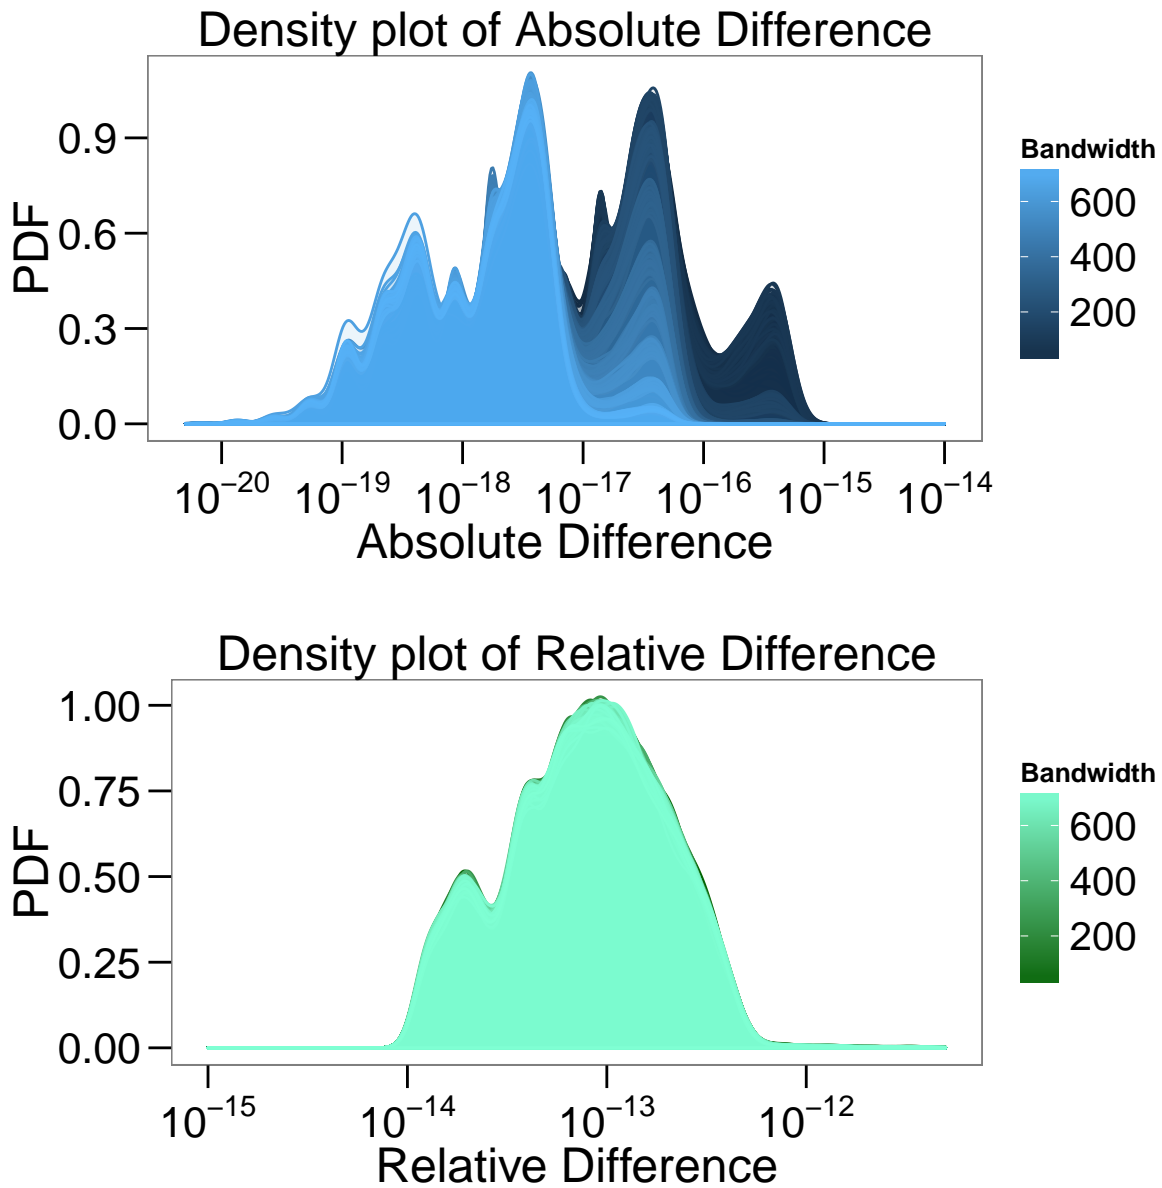 Density plot of Absolute Difference
PDF
0.9
0.6
0.3
0.0
10⁻²⁰ 10⁻¹⁹ 10⁻¹⁸ 10⁻¹⁷ 10⁻¹⁶ 10⁻¹⁵ 10⁻¹⁴
Absolute Difference
Bandwidth
600
400
200
Density plot of Relative Difference
PDF
1.00
0.75
0.50
0.25
0.00
10⁻¹⁵ 10⁻¹⁴ 10⁻¹³ 10⁻¹²
Relative Difference
Bandwidth
600
400
200